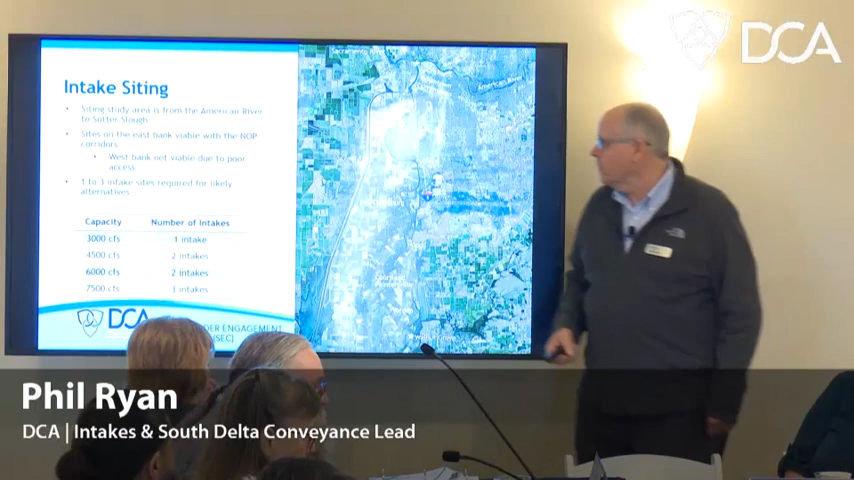 DCA
Intake Siting
• Siting study area is from the American River
to Sutter Slough
• Sites on the east bank viable with the NOP
corridors
• West bank not viable due to poor
access
• 1 to 3 intake sites required for likely
alternatives
Capacity Number of Intakes
3000 cfs 1 intake
4500 cfs 2 intakes
6000 cfs 2 intakes
7500 cfs 3 intakes
DCA
ENGAGEMENT
(SEC)
Sacramento River
American River
Phil Ryan
DCA | Intakes & South Delta Conveyance Lead